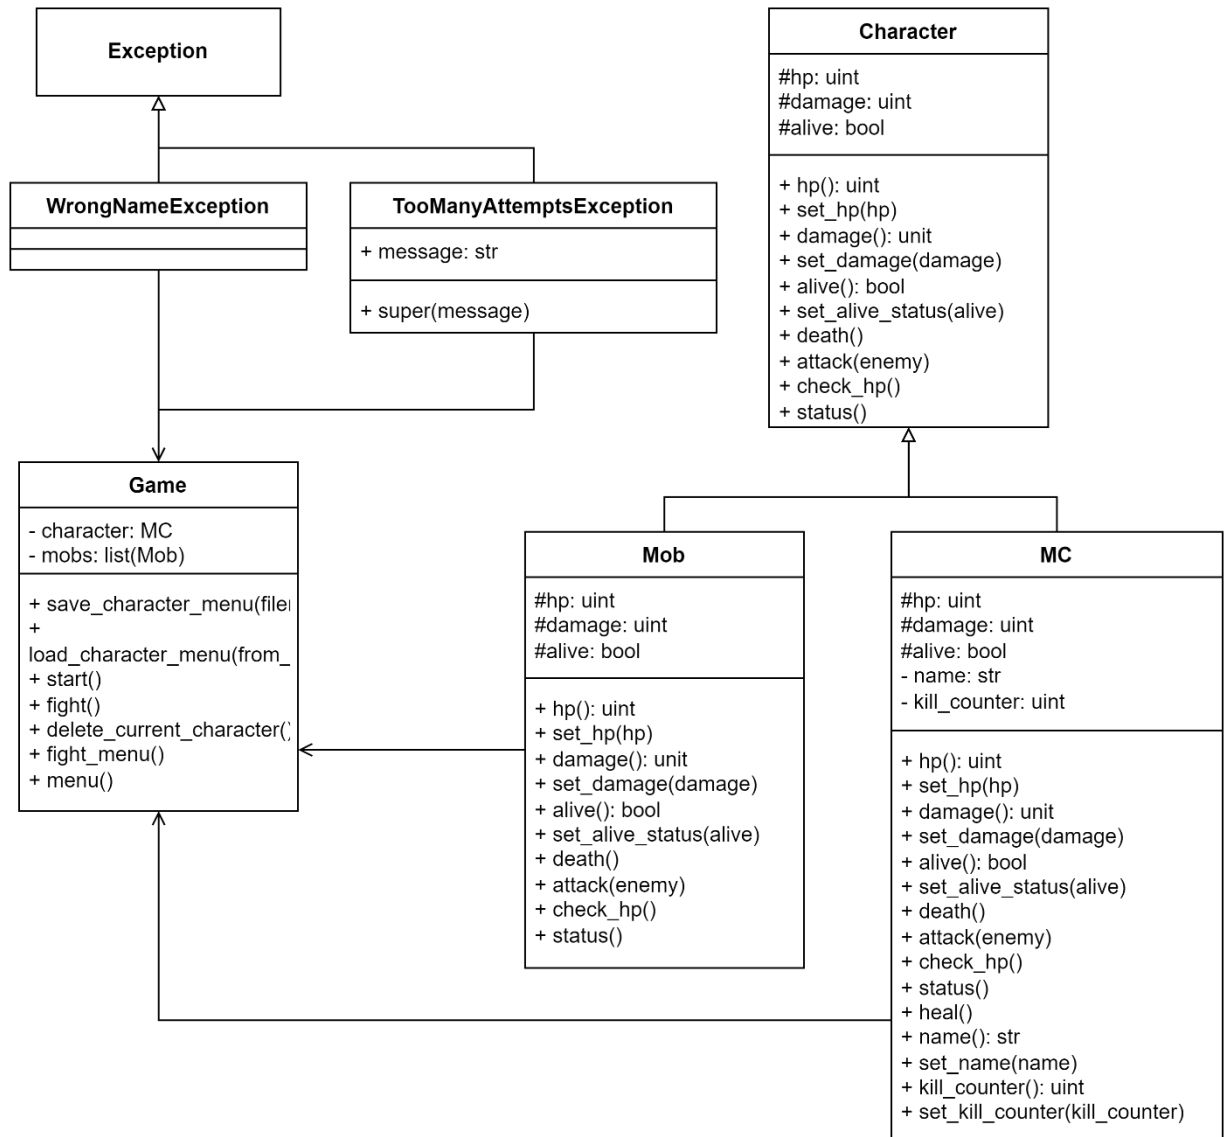 Exception
WrongNameException
TooManyAttemptsException
+ message: str
+ super(message)
Game
- character: MC
- mobs: list(Mob)
+ save_character_menu(file
+
load_character_menu(from_
+ start()
+ fight()
+ delete_current_character()
+ fight_menu()
+ menu()
Character
#hp: uint
#damage: uint
#alive: bool
+ hp(): uint
+ set_hp(hp)
+ damage(): unit
+ set_damage(damage)
+ alive(): bool
+ set_alive_status(alive)
+ death()
+ attack(enemy)
+ check_hp()
+ status()
Mob
#hp: uint
#damage: uint
#alive: bool
+ hp(): uint
+ set_hp(hp)
+ damage(): unit
+ set_damage(damage)
+ alive(): bool
+ set_alive_status(alive)
+ death()
+ attack(enemy)
+ check_hp()
+ status()
MC
#hp: uint
#damage: uint
#alive: bool
- name: str
- kill_counter: uint
+ hp(): uint
+ set_hp(hp)
+ damage(): unit
+ set_damage(damage)
+ alive(): bool
+ set_alive_status(alive)
+ death()
+ attack(enemy)
+ check_hp()
+ status()
+ heal()
+ name(): str
+ set_name(name)
+ kill_counter(): uint
+ set_kill_counter(kill_counter)